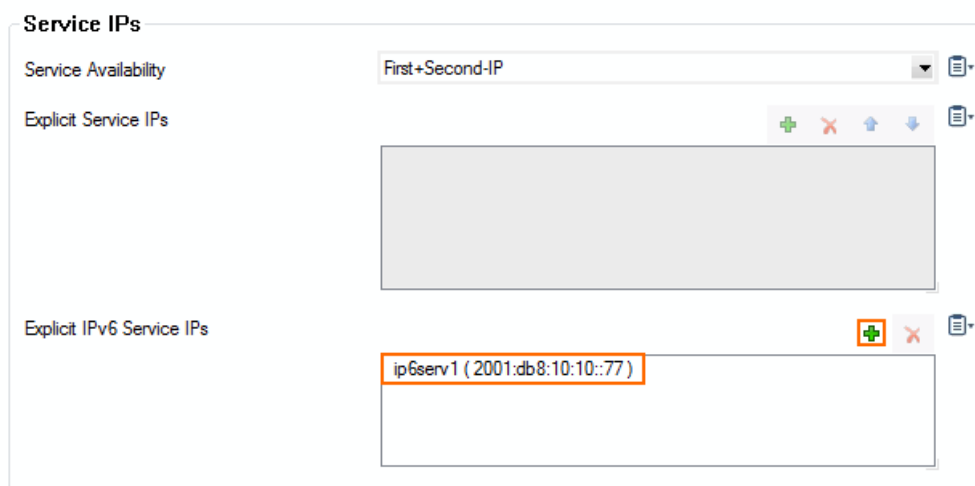 Service IPs
Service Availability
First+Second-IP
Explicit Service IPs
Explicit IPv6 Service IPs
ip6serv1 ( 2001:db8:10:10::77 )